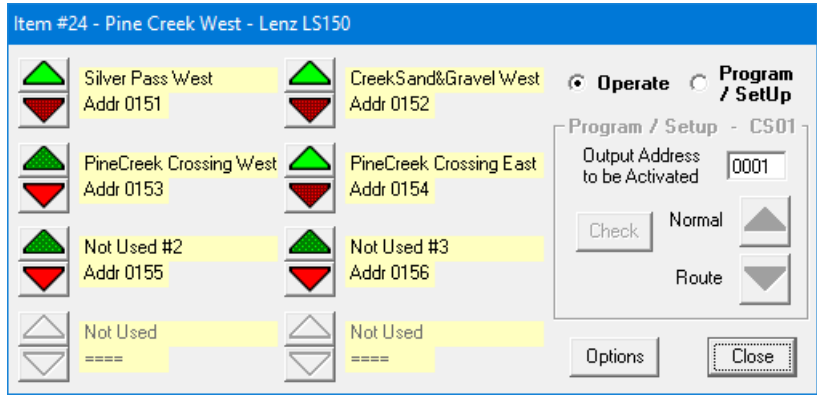 Item #24 - Pine Creek West - Lenz LS150
Silver Pass West
Addr 0151
CreekSand&Gravel West
Addr 0152
Operate
Program
/ SetUp
PineCreek Crossing West
Addr 0153
PineCreek Crossing East
Addr 0154
Not Used #2
Addr 0155
Not Used #3
Addr 0156
Not Used
====
Not Used
====
Program / Setup - CS01
Output Address
to be Activated
0001
Check
Normal
Route
Options
Close